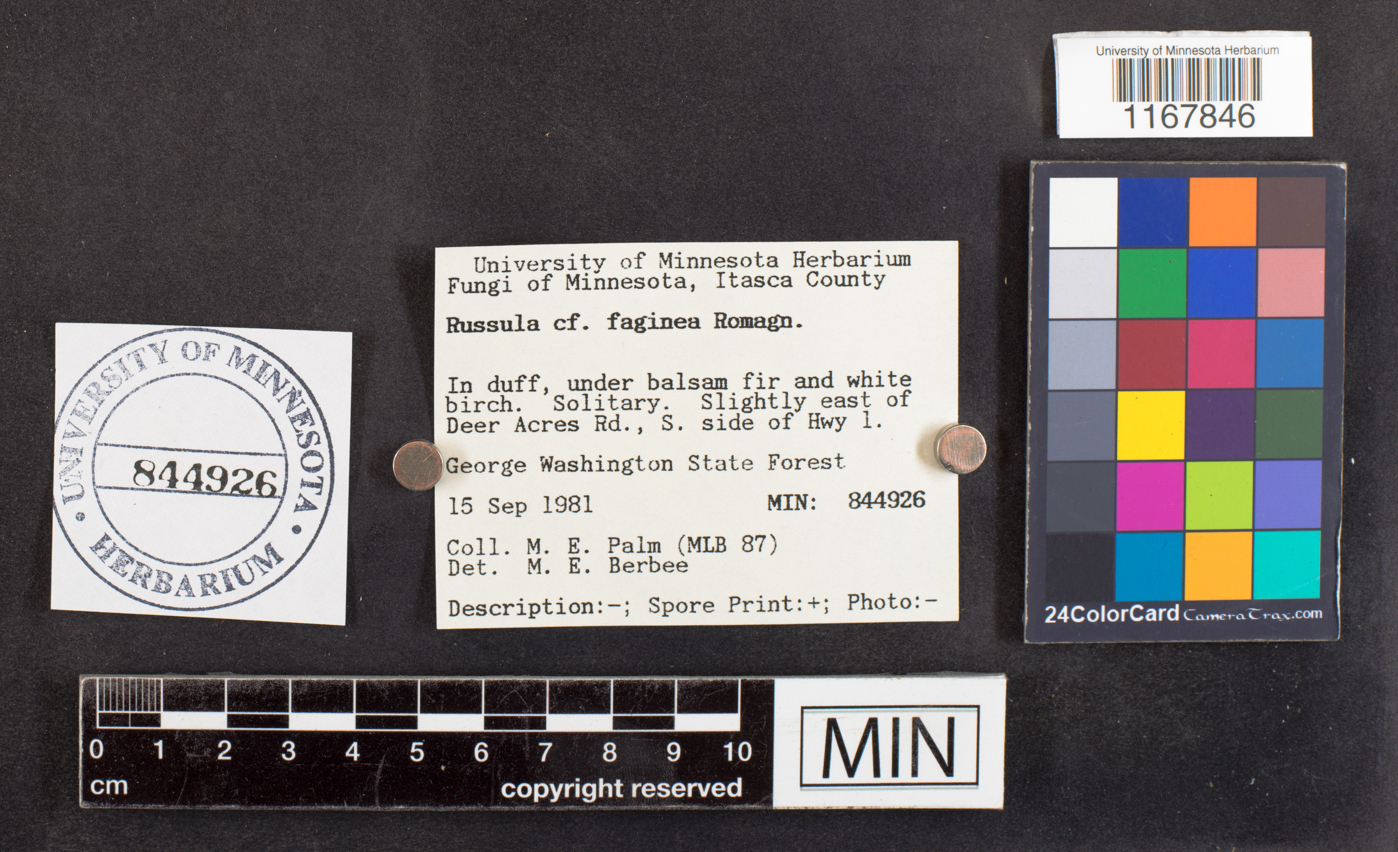 University of Minnesota Herbarium
1167846
University of Minnesota Herbarium
Fungi of Minnesota, Itasca County
Russula cf. faginea Romagn.
In duff, under balsam fir and white
birch. Solitary. Slightly east of
Deer Acres Rd., S. side of Hwy 1.
George Washington State Forest
15 Sep 1981 MIN: 844926
Coll. M. E. Palm (MLB 87)
Det. M. E. Berbee
Description:-; Spore Print:+; Photo:-
UNIVERSITY OF MINNESOTA
844926
• HERBARIUM •
24ColorCard CameraTrax.com
0 1 2 3 4 5 6 7 8 9 10
cm copyright reserved
MIN